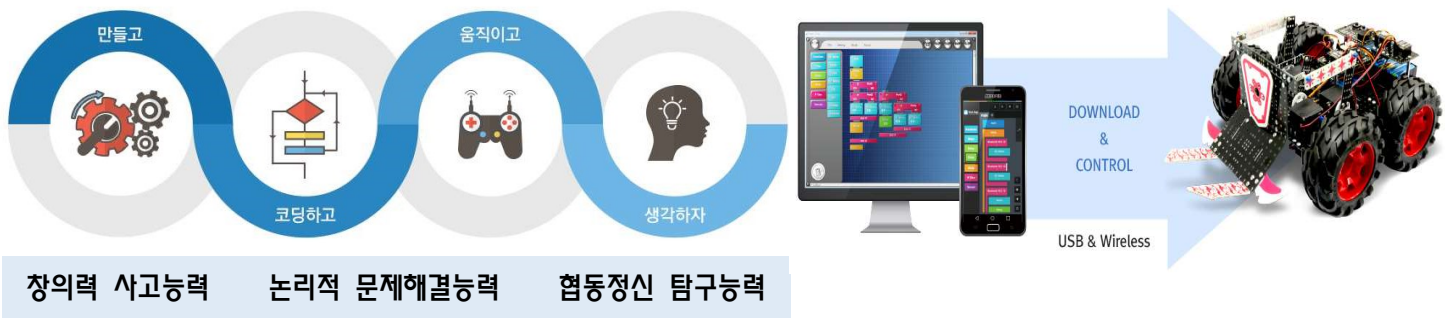 만들고
코딩하고
움직이고
생각하자
창의력 사고능력
논리적 문제해결능력
협동정신 탐구능력
DOWNLOAD
&
CONTROL
USB & Wireless